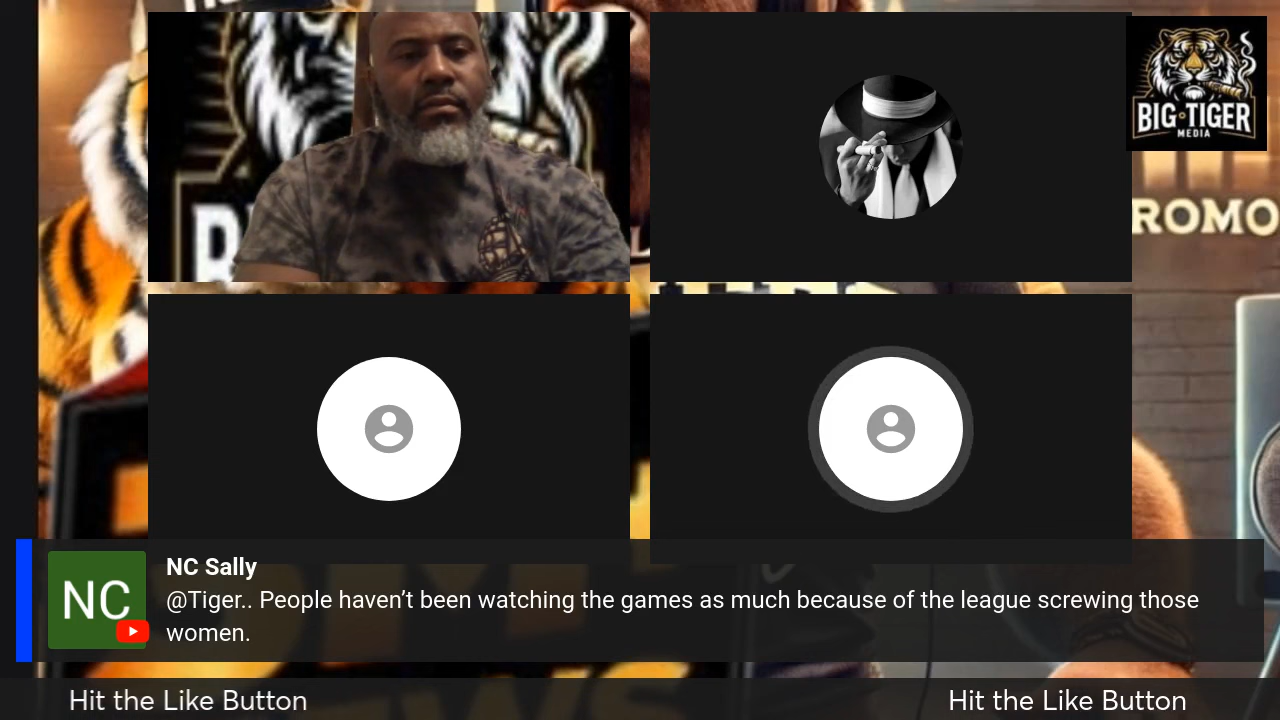 BIG·TIGER
MEDIA
ROMO
NC Sally
NC
@Tiger.. People haven’t been watching the games as much because of the league screwing those
women.
Hit the Like Button
Hit the Like Button